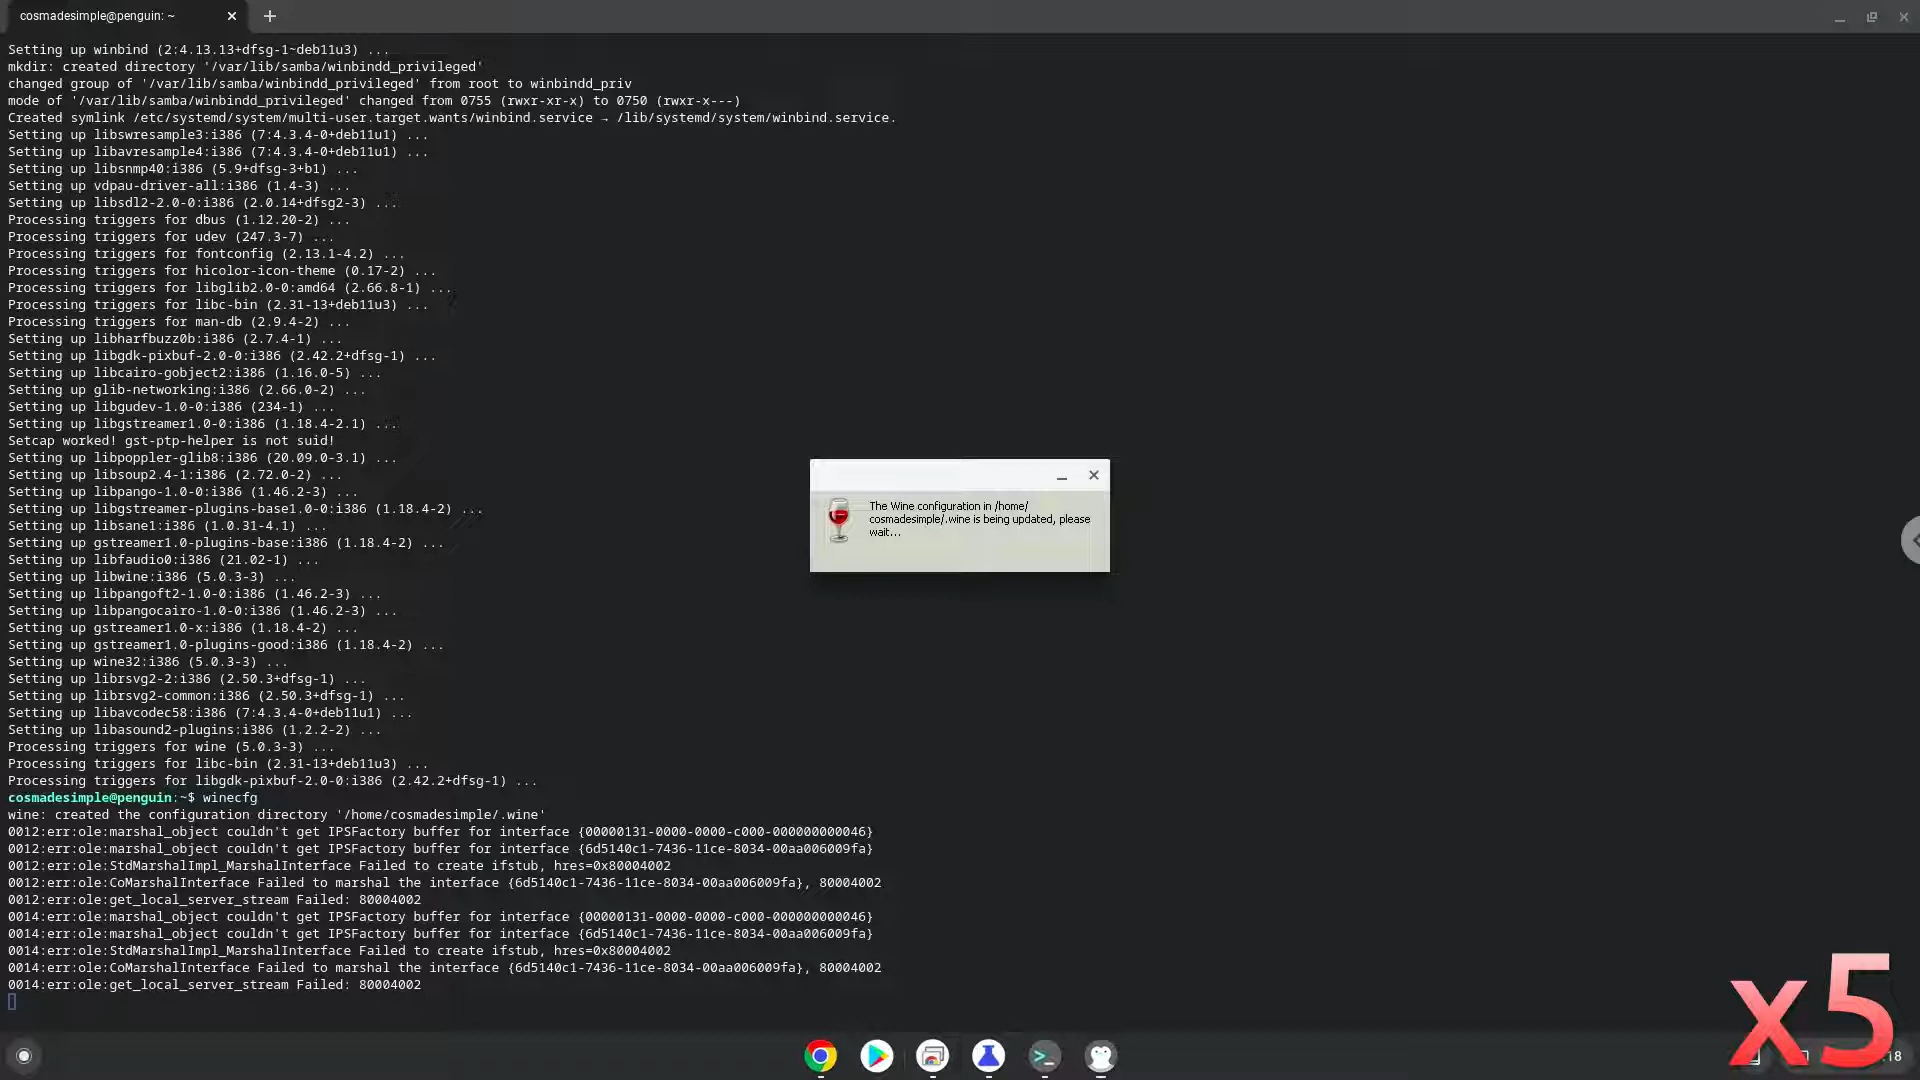 cosmadesimple@penguin: ~
Setting up winbind (2:4.13.13+dfsg-1~deb11u3) ...
mkdir: created directory '/var/lib/samba/winbindd_privileged'
changed group of '/var/lib/samba/winbindd_privileged' from root to winbindd_priv
mode of '/var/lib/samba/winbindd_privileged' changed from 0755 (rwxr-xr-x) to 0750 (rwxr-x---)
Created symlink /etc/systemd/system/multi-user.target.wants/winbind.service → /lib/systemd/system/winbind.service.
Setting up libswresample3:i386 (7:4.3.4-0+deb11u1) ...
Setting up libavresample4:i386 (7:4.3.4-0+deb11u1) ...
Setting up libsnmp40:i386 (5.9+dfsg-3+b1) ...
Setting up vdpau-driver-all:i386 (1.4-3) ...
Setting up libsdl2-2.0-0:i386 (2.0.14+dfsg2-3) ...
Processing triggers for dbus (1.12.20-2) ...
Processing triggers for udev (247.3-7) ...
Processing triggers for fontconfig (2.13.1-4.2) ...
Processing triggers for hicolor-icon-theme (0.17-2) ...
Processing triggers for libglib2.0-0:amd64 (2.66.8-1) ...
Processing triggers for libc-bin (2.31-13+deb11u3) ...
Processing triggers for man-db (2.9.4-2) ...
Setting up libharfbuzz0b:i386 (2.7.4-1) ...
Setting up libgdk-pixbuf-2.0-0:i386 (2.42.2+dfsg-1) ...
Setting up libcairo-gobject2:i386 (1.16.0-5) ...
Setting up glib-networking:i386 (2.66.0-2) ...
Setting up libgudev-1.0-0:i386 (234-1) ...
Setting up libgstreamer1.0-0:i386 (1.18.4-2.1) ...
Setcap worked! gst-ptp-helper is not suid!
Setting up libpoppler-glib8:i386 (20.09.0-3.1) ...
Setting up libsoup2.4-1:i386 (2.72.0-2) ...
Setting up libpango-1.0-0:i386 (1.46.2-3) ...
Setting up libgstreamer-plugins-base1.0-0:i386 (1.18.4-2) ...
Setting up libsane1:i386 (1.0.31-4.1) ...
Setting up gstreamer1.0-plugins-base:i386 (1.18.4-2) ...
Setting up libfaudio0:i386 (21.02-1) ...
Setting up libwine:i386 (5.0.3-3) ...
Setting up libpangoft2-1.0-0:i386 (1.46.2-3) ...
Setting up libpangocairo-1.0-0:i386 (1.46.2-3) ...
Setting up gstreamer1.0-x:i386 (1.18.4-2) ...
Setting up gstreamer1.0-plugins-good:i386 (1.18.4-2) ...
Setting up wine32:i386 (5.0.3-3) ...
Setting up librsvg2-2:i386 (2.50.3+dfsg-1) ...
Setting up librsvg2-common:i386 (2.50.3+dfsg-1) ...
Setting up libavcodec58:i386 (7:4.3.4-0+deb11u1) ...
Setting up libasound2-plugins:i386 (1.2.2-2) ...
Processing triggers for wine (5.0.3-3) ...
Processing triggers for libc-bin (2.31-13+deb11u3) ...
Processing triggers for libgdk-pixbuf-2.0-0:i386 (2.42.2+dfsg-1) ...
cosmadesimple@penguin:~$ winecfg
wine: created the configuration directory '/home/cosmadesimple/.wine'
0012:err:ole:marshal_object couldn't get IPSFactory buffer for interface {00000131-0000-0000-c000-000000000046}
0012:err:ole:marshal_object couldn't get IPSFactory buffer for interface {6d5140c1-7436-11ce-8034-00aa006009fa}
0012:err:ole:StdMarshalImpl_MarshalInterface Failed to create ifstub, hres=0x80004002
0012:err:ole:CoMarshalInterface Failed to marshal the interface {6d5140c1-7436-11ce-8034-00aa006009fa}, 80004002
0012:err:ole:get_local_server_stream Failed: 80004002
0014:err:ole:marshal_object couldn't get IPSFactory buffer for interface {00000131-0000-0000-c000-000000000046}
0014:err:ole:marshal_object couldn't get IPSFactory buffer for interface {6d5140c1-7436-11ce-8034-00aa006009fa}
0014:err:ole:StdMarshalImpl_MarshalInterface Failed to create ifstub, hres=0x80004002
0014:err:ole:CoMarshalInterface Failed to marshal the interface {6d5140c1-7436-11ce-8034-00aa006009fa}, 80004002
0014:err:ole:get_local_server_stream Failed: 80004002
The Wine configuration in /home/
cosmadesimple/.wine is being updated, please
wait...
x5